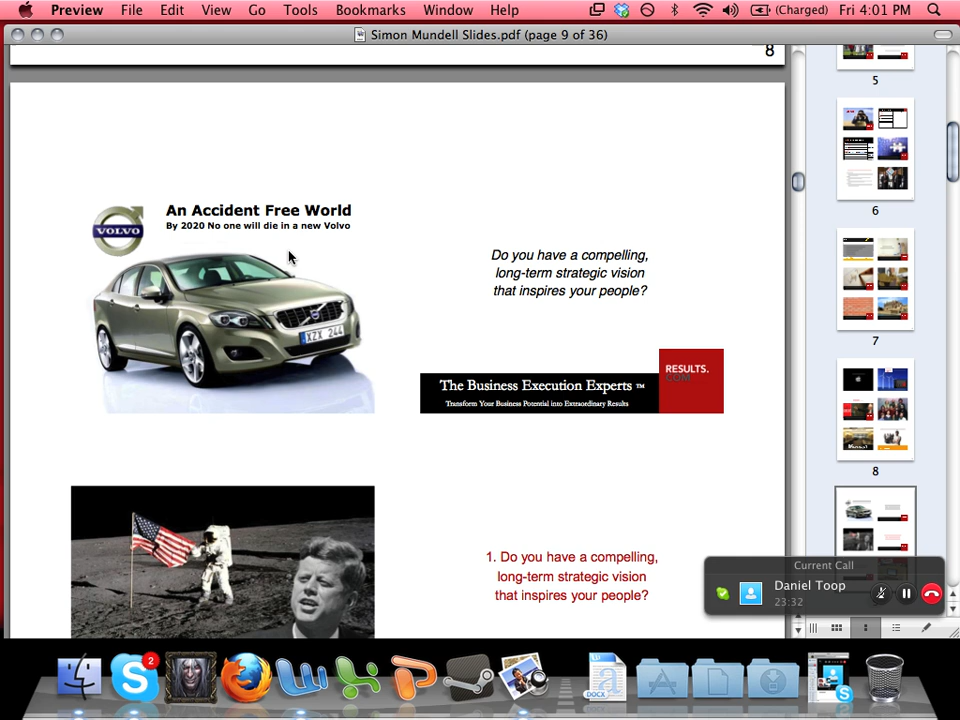 Preview File Edit View Go Tools Bookmarks Window Help (Charged) Fri 4:01 PM
Simon Mundell Slides.pdf (page 9 of 36)
8
VOLVO
An Accident Free World
By 2020 No one will die in a new Volvo
XZX 244
Do you have a compelling,
long-term strategic vision
that inspires your people?
The Business Execution Experts ™
Transform Your Business Potential into Extraordinary Results
RESULTS.
COM
1. Do you have a compelling,
long-term strategic vision
that inspires your people?
5
6
7
8
Current Call
Daniel Toop
23:32
2
DOCX